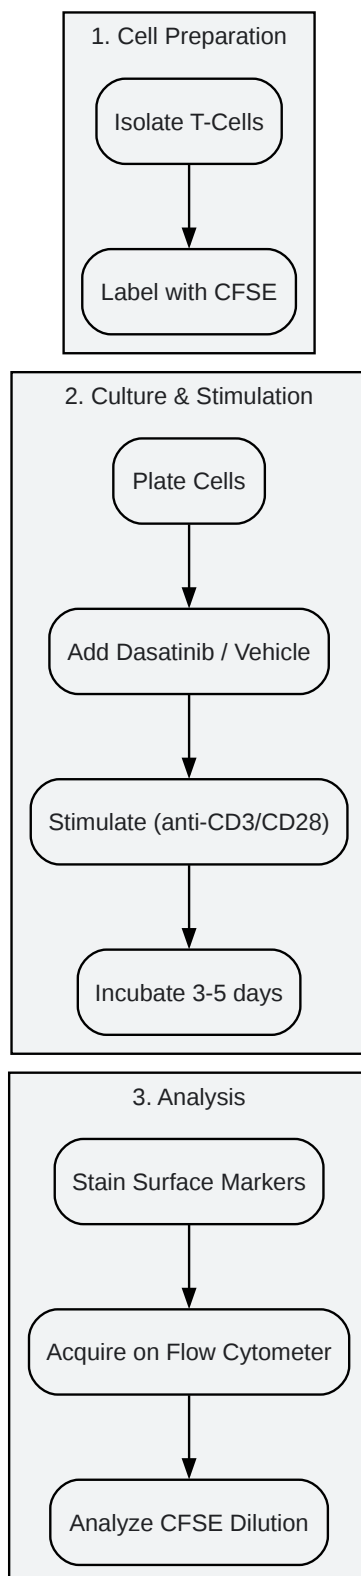 1. Cell Preparation
Isolate T-Cells
Label with CFSE
2. Culture & Stimulation
Plate Cells
Add Dasatinib / Vehicle
Stimulate (anti-CD3/CD28)
Incubate 3-5 days
3. Analysis
Stain Surface Markers
Acquire on Flow Cytometer
Analyze CFSE Dilution